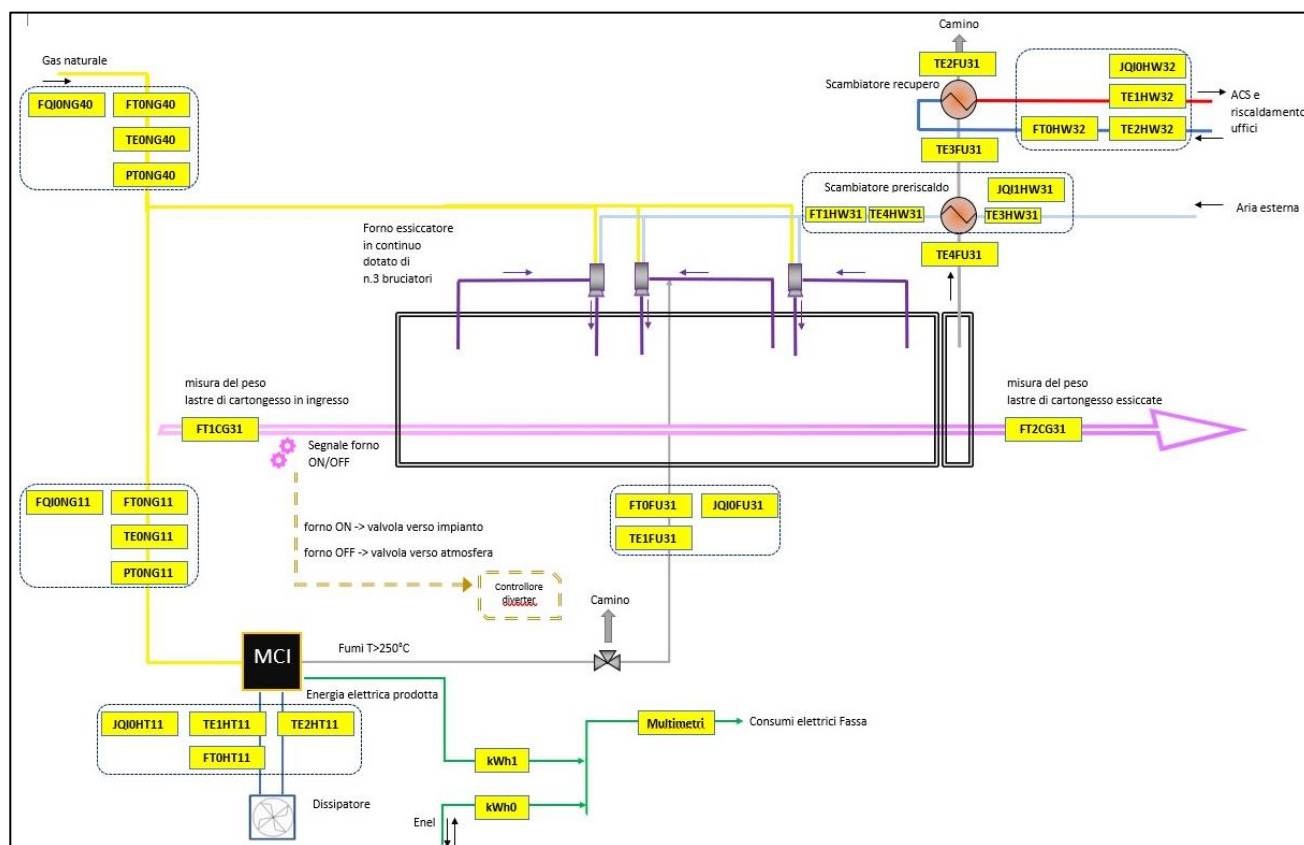 Gas naturale
FQI0NG40
FT0NG40
TE0NG40
PT0NG40
Camino
TE2FU31
Scambiatore recupero
JQI0HW32
TE1HW32
FT0HW32
TE2HW32
ACS e
riscaldamento
uffici
TE3FU31
Scambiatore preriscaldo
JQI1HW31
FT1HW31
TE4HW31
TE3HW31
Aria esterna
TE4FU31
Forno essiccatore
in continuo
dotato di
n.3 bruciatori
misura del peso
lastre di cartongesso in ingresso
FT1CG31
misura del peso
lastre di cartongesso essiccate
FT2CG31
Segnale forno
ON/OFF
FQI0NG11
FT0NG11
TE0NG11
PT0NG11
forno ON -> valvola verso impianto
forno OFF -> valvola verso atmosfera
FT0FU31
JQI0FU31
TE1FU31
Controllore
diverter
Camino
MCI
Fumi T>250°C
Energia elettrica prodotta
JQI0HT11
TE1HT11
TE2HT11
FT0HT11
Dissipatore
Multimetri
Consumi elettrici Fassa
kWh1
kWh0
Enel